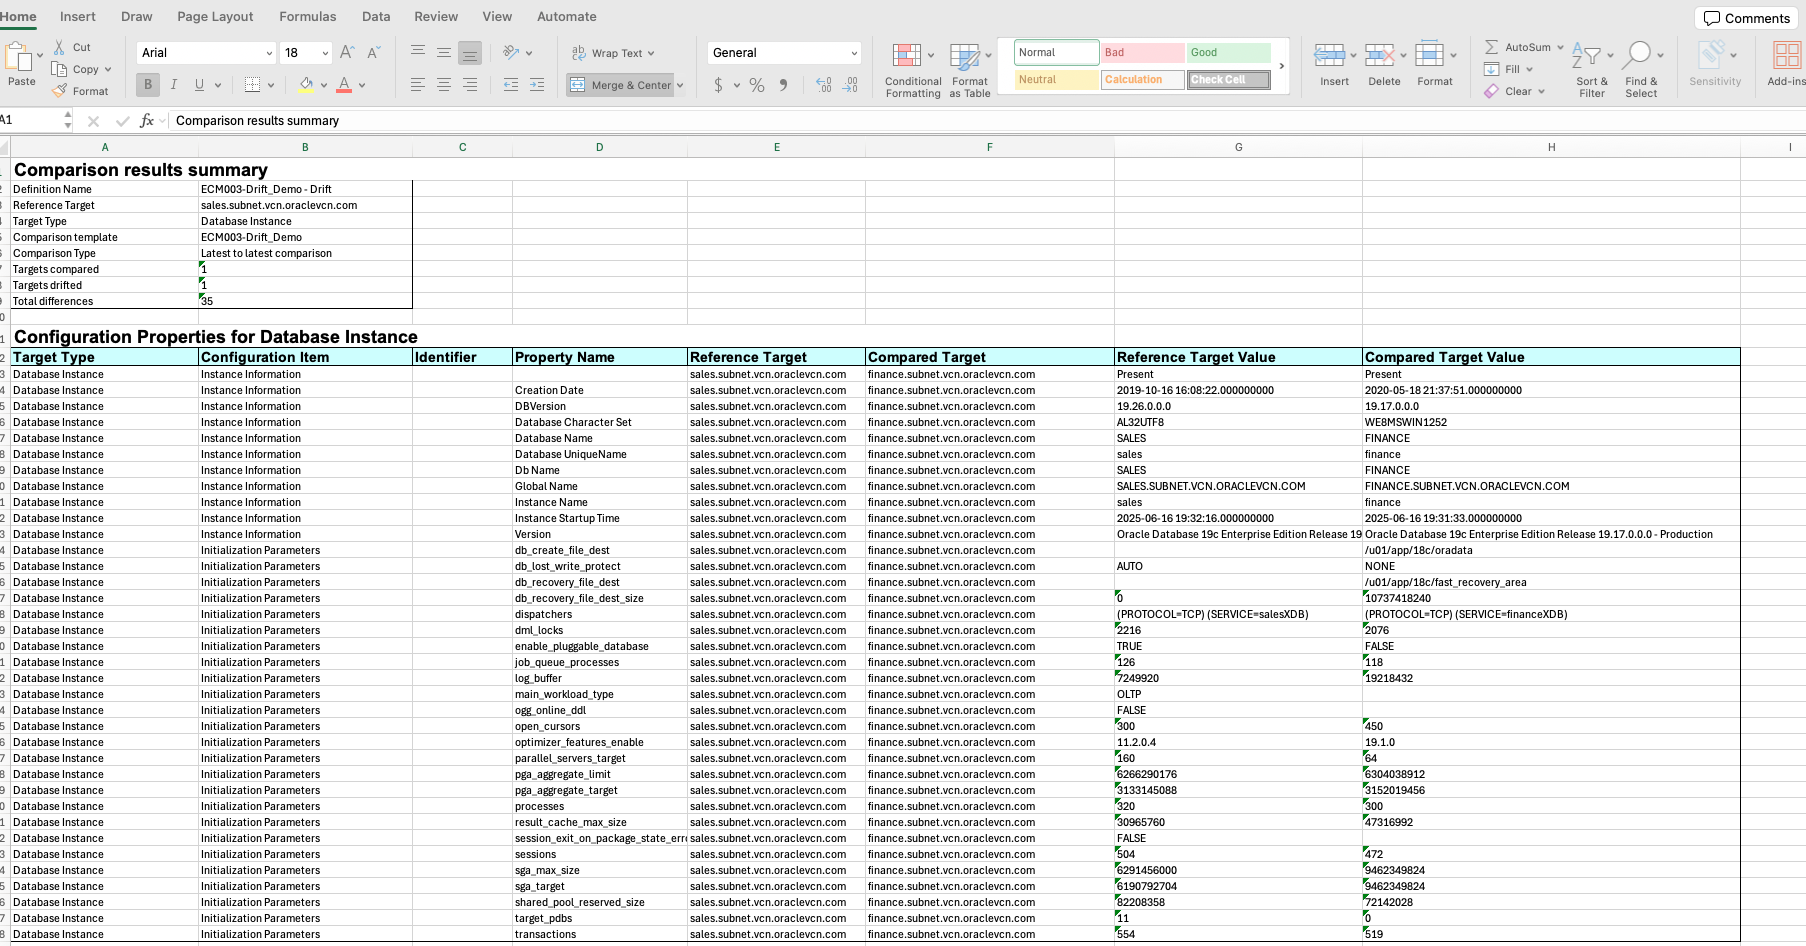 Home Insert Draw Page Layout Formulas Data Review View Automate Comments
Paste Cut Copy Format
Arial 18 A A B I U A
ab Wrap Text Merge & Center
General $ % 9
Conditional Formatting Format as Table
Normal Bad Good
Neutral Calculation Check Cell
Insert Delete Format
AutoSum Fill Clear
Sort & Filter Find & Select Sensitivity Add-ins
A1 fx Comparison results summary
A B C D E F G H I
Comparison results summary
Definition Name ECM003-Drift_Demo - Drift
Reference Target sales.subnet.vcn.oraclevcn.com
Target Type Database Instance
Comparison template ECM003-Drift_Demo
Comparison Type Latest to latest comparison
Targets compared 1
Targets drifted 1
Total differences 35
Configuration Properties for Database Instance
Target Type Configuration Item Identifier Property Name Reference Target Compared Target Reference Target Value Compared Target Value
Database Instance Instance Information sales.subnet.vcn.oraclevcn.com finance.subnet.vcn.oraclevcn.com Present Present
Database Instance Instance Information Creation Date sales.subnet.vcn.oraclevcn.com finance.subnet.vcn.oraclevcn.com 2019-10-16 16:08:22.000000000 2020-05-18 21:37:51.000000000
Database Instance Instance Information DBVersion sales.subnet.vcn.oraclevcn.com finance.subnet.vcn.oraclevcn.com 19.26.0.0.0 19.17.0.0.0
Database Instance Instance Information Database Character Set sales.subnet.vcn.oraclevcn.com finance.subnet.vcn.oraclevcn.com AL32UTF8 WE8MSWIN1252
Database Instance Instance Information Database Name sales.subnet.vcn.oraclevcn.com finance.subnet.vcn.oraclevcn.com SALES FINANCE
Database Instance Instance Information Database UniqueName sales.subnet.vcn.oraclevcn.com finance.subnet.vcn.oraclevcn.com sales finance
Database Instance Instance Information Db Name sales.subnet.vcn.oraclevcn.com finance.subnet.vcn.oraclevcn.com SALES FINANCE
Database Instance Instance Information Global Name sales.subnet.vcn.oraclevcn.com finance.subnet.vcn.oraclevcn.com SALES.SUBNET.VCN.ORACLEVCN.COM FINANCE.SUBNET.VCN.ORACLEVCN.COM
Database Instance Instance Information Instance Name sales.subnet.vcn.oraclevcn.com finance.subnet.vcn.oraclevcn.com sales finance
Database Instance Instance Information Instance Startup Time sales.subnet.vcn.oraclevcn.com finance.subnet.vcn.oraclevcn.com 2025-06-16 19:32:16.000000000 2025-06-16 19:31:33.000000000
Database Instance Instance Information Version sales.subnet.vcn.oraclevcn.com finance.subnet.vcn.oraclevcn.com Oracle Database 19c Enterprise Edition Release 19 Oracle Database 19c Enterprise Edition Release 19.17.0.0.0 - Production
Database Instance Initialization Parameters db_create_file_dest sales.subnet.vcn.oraclevcn.com finance.subnet.vcn.oraclevcn.com /u01/app/18c/oradata
Database Instance Initialization Parameters db_lost_write_protect sales.subnet.vcn.oraclevcn.com finance.subnet.vcn.oraclevcn.com AUTO NONE
Database Instance Initialization Parameters db_recovery_file_dest sales.subnet.vcn.oraclevcn.com finance.subnet.vcn.oraclevcn.com /u01/app/18c/fast_recovery_area
Database Instance Initialization Parameters db_recovery_file_dest_size sales.subnet.vcn.oraclevcn.com finance.subnet.vcn.oraclevcn.com 0 10737418240
Database Instance Initialization Parameters dispatchers sales.subnet.vcn.oraclevcn.com finance.subnet.vcn.oraclevcn.com (PROTOCOL=TCP) (SERVICE=salesXDB) (PROTOCOL=TCP) (SERVICE=financeXDB)
Database Instance Initialization Parameters dml_locks sales.subnet.vcn.oraclevcn.com finance.subnet.vcn.oraclevcn.com 2216 2076
Database Instance Initialization Parameters enable_pluggable_database sales.subnet.vcn.oraclevcn.com finance.subnet.vcn.oraclevcn.com TRUE FALSE
Database Instance Initialization Parameters job_queue_processes sales.subnet.vcn.oraclevcn.com finance.subnet.vcn.oraclevcn.com 126 118
Database Instance Initialization Parameters log_buffer sales.subnet.vcn.oraclevcn.com finance.subnet.vcn.oraclevcn.com 7249920 19218432
Database Instance Initialization Parameters main_workload_type sales.subnet.vcn.oraclevcn.com finance.subnet.vcn.oraclevcn.com OLTP
Database Instance Initialization Parameters ogg_online_ddl sales.subnet.vcn.oraclevcn.com finance.subnet.vcn.oraclevcn.com FALSE
Database Instance Initialization Parameters open_cursors sales.subnet.vcn.oraclevcn.com finance.subnet.vcn.oraclevcn.com 300 450
Database Instance Initialization Parameters optimizer_features_enable sales.subnet.vcn.oraclevcn.com finance.subnet.vcn.oraclevcn.com 11.2.0.4 19.1.0
Database Instance Initialization Parameters parallel_servers_target sales.subnet.vcn.oraclevcn.com finance.subnet.vcn.oraclevcn.com 160 64
Database Instance Initialization Parameters pga_aggregate_limit sales.subnet.vcn.oraclevcn.com finance.subnet.vcn.oraclevcn.com 6266290176 6304038912
Database Instance Initialization Parameters pga_aggregate_target sales.subnet.vcn.oraclevcn.com finance.subnet.vcn.oraclevcn.com 3133145088 3152019456
Database Instance Initialization Parameters processes sales.subnet.vcn.oraclevcn.com finance.subnet.vcn.oraclevcn.com 320 300
Database Instance Initialization Parameters result_cache_max_size sales.subnet.vcn.oraclevcn.com finance.subnet.vcn.oraclevcn.com 30965760 47316992
Database Instance Initialization Parameters session_exit_on_package_state_erro sales.subnet.vcn.oraclevcn.com finance.subnet.vcn.oraclevcn.com FALSE
Database Instance Initialization Parameters sessions sales.subnet.vcn.oraclevcn.com finance.subnet.vcn.oraclevcn.com 504 472
Database Instance Initialization Parameters sga_max_size sales.subnet.vcn.oraclevcn.com finance.subnet.vcn.oraclevcn.com 6291456000 9462349824
Database Instance Initialization Parameters sga_target sales.subnet.vcn.oraclevcn.com finance.subnet.vcn.oraclevcn.com 6190792704 9462349824
Database Instance Initialization Parameters shared_pool_reserved_size sales.subnet.vcn.oraclevcn.com finance.subnet.vcn.oraclevcn.com 82208358 72142028
Database Instance Initialization Parameters target_pdbs sales.subnet.vcn.oraclevcn.com finance.subnet.vcn.oraclevcn.com 11 0
Database Instance Initialization Parameters transactions sales.subnet.vcn.oraclevcn.com finance.subnet.vcn.oraclevcn.com 554 519